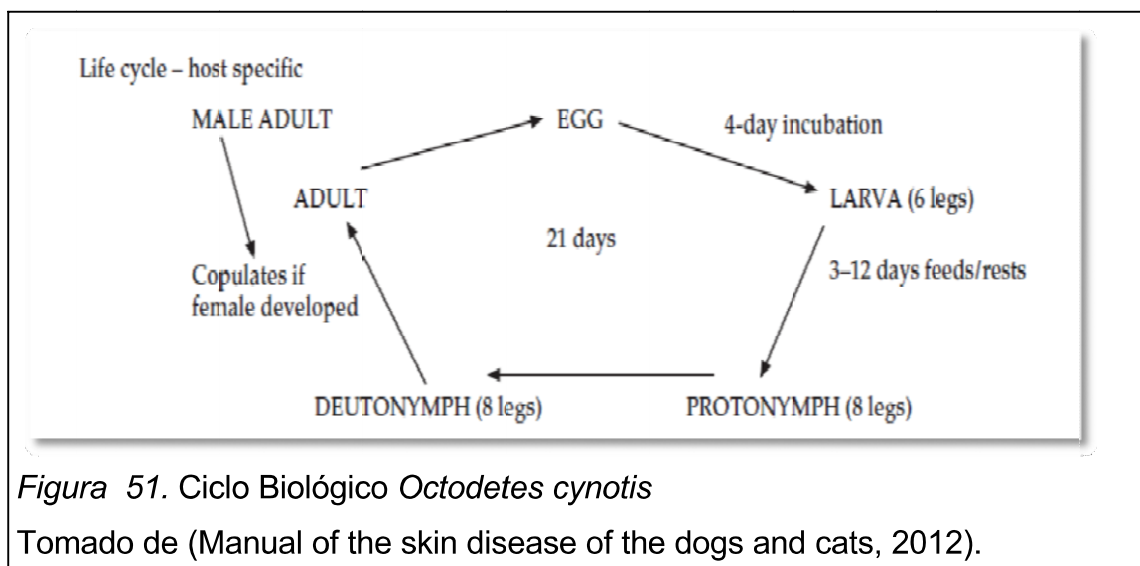 Life cycle – host specific
MALE ADULT
EGG
4-day incubation
ADULT
LARVA (6 legs)
21 days
3–12 days feeds/rests
Copulates if
female developed
DEUTONYMPH (8 legs)
PROTONYMPH (8 legs)
Figura 51. Ciclo Biológico Octodetes cynotis
Tomado de (Manual of the skin disease of the dogs and cats, 2012).